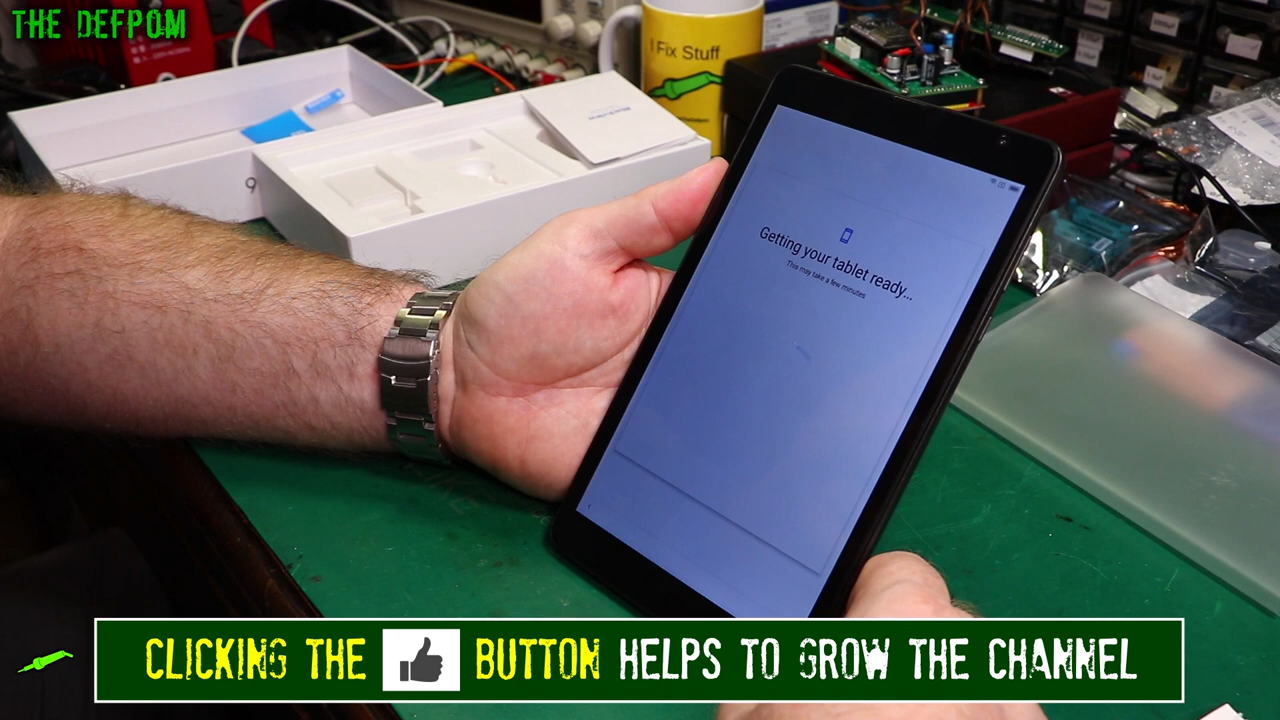 THE DEFPOM
I Fix Stuff
Getting your tablet ready...
This may take a few minutes
CLICKING THE BUTTON HELPS TO GROW THE CHANNEL